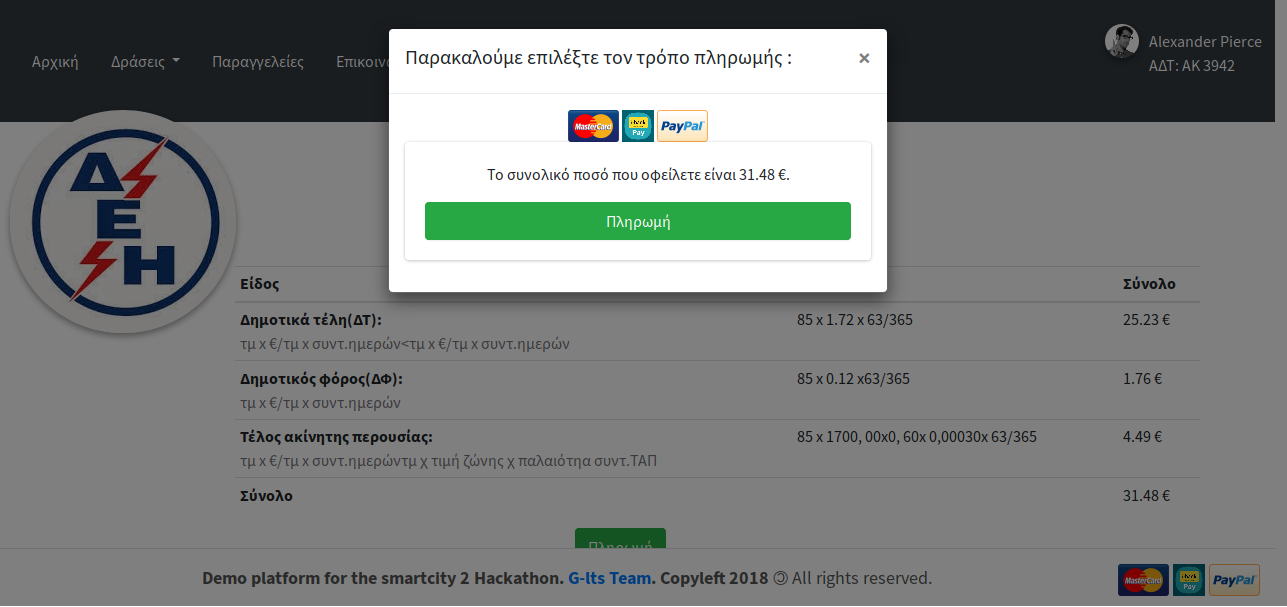 Αρχική Δράσεις Παραγγελείες Επικοιν
Alexander Pierce
ΑΔΤ: ΑΚ 3942
Παρακαλούμε επιλέξτε τον τρόπο πληρωμής : ×
MasterCard check Pay PayPal
Το συνολικό ποσό που οφείλετε είναι 31.48 €.
Πληρωμή
ΔΕΗ
Είδος Σύνολο
Δημοτικά τέλη(ΔΤ): 85 x 1.72 x 63/365 25.23 €
τμ x €/τμ x συντ.ημερών<τμ x €/τμ x συντ.ημερών
Δημοτικός φόρος(ΔΦ): 85 x 0.12 x63/365 1.76 €
τμ x €/τμ x συντ.ημερών
Τέλος ακίνητης περουσίας: 85 x 1700, 00x0, 60x 0,00030x 63/365 4.49 €
τμ x €/τμ x συντ.ημερώντμ χ τιμή ζώνης χ παλαιότηα συντ.ΤΑΠ
Σύνολο 31.48 €
Πληρωμή
Demo platform for the smartcIty 2 Hackathon. G-Its Team. Copyleft 2018 🄯 All rights reserved.
MasterCard check Pay PayPal